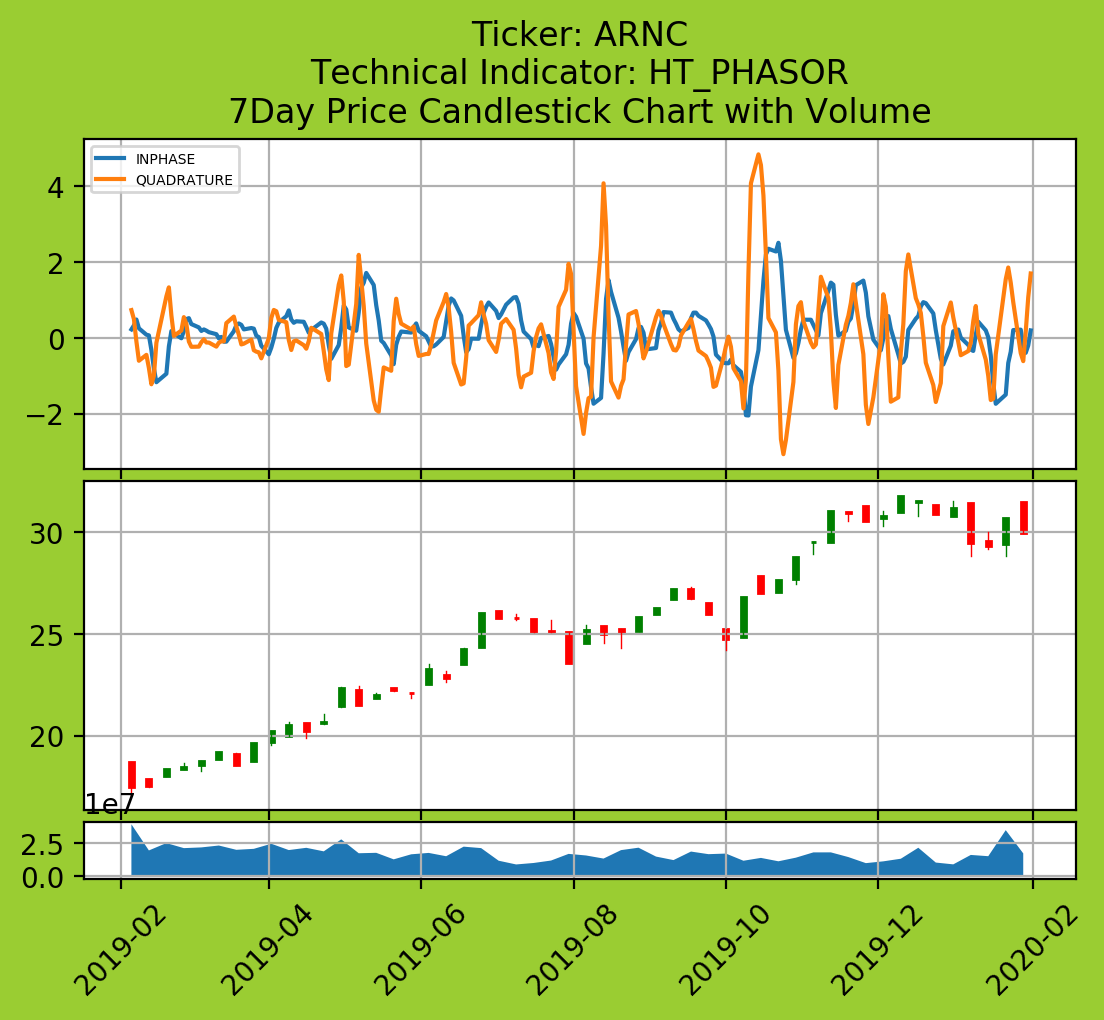 Ticker: ARNC
Technical Indicator: HT_PHASOR
7Day Price Candlestick Chart with Volume
INPHASE
QUADRATURE
4
2
0
−2
30
25
20
1e7
2.5
0.0
2019-02
2019-04
2019-06
2019-08
2019-10
2019-12
2020-02